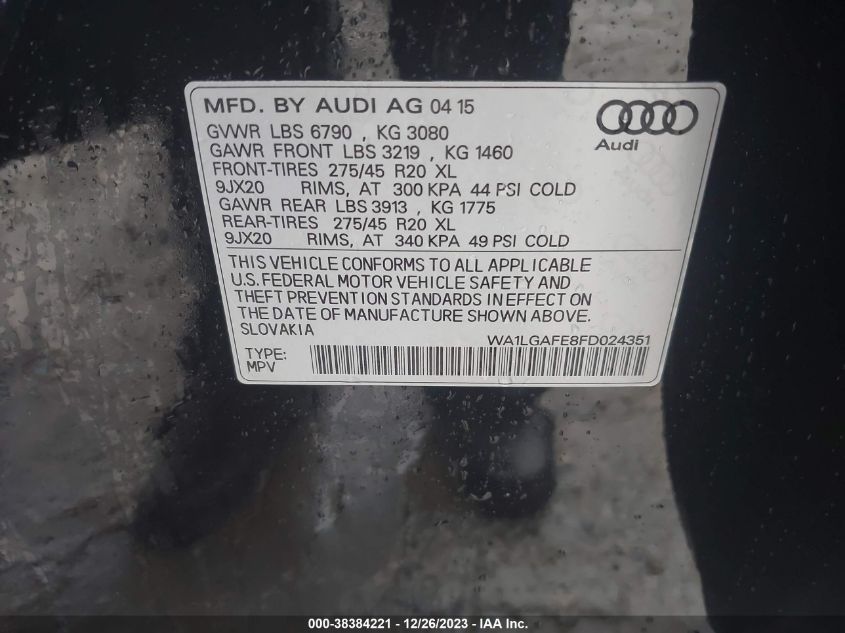 MFD. BY AUDI AG 04 15
Audi
GVWR LBS 6790 , KG 3080
GAWR FRONT LBS 3219 , KG 1460
FRONT-TIRES 275/45 R20 XL
9JX20 RIMS, AT 300 KPA 44 PSI COLD
GAWR REAR LBS 3913 , KG 1775
REAR-TIRES 275/45 R20 XL
9JX20 RIMS, AT 340 KPA 49 PSI COLD
THIS VEHICLE CONFORMS TO ALL APPLICABLE
U.S. FEDERAL MOTOR VEHICLE SAFETY AND
THEFT PREVENTION STANDARDS IN EFFECT ON
THE DATE OF MANUFACTURE SHOWN ABOVE.
SLOVAKIA
WA1LGAFE8FD024351
TYPE:
MPV
000-38384221 - 12/26/2023 - IAA Inc.